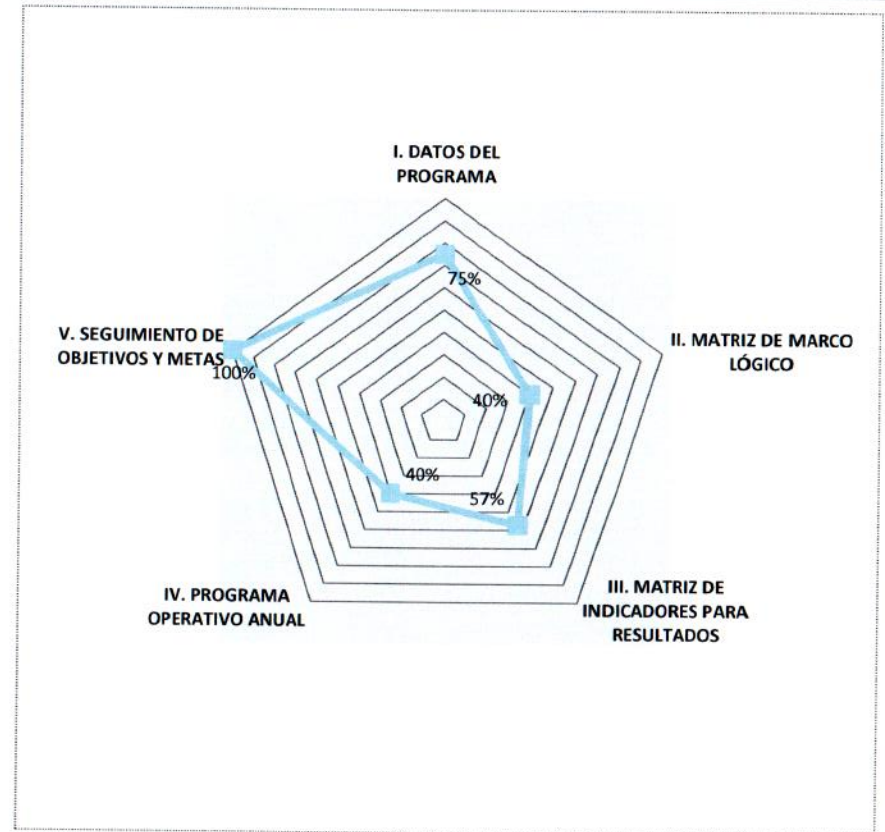 I. DATOS DEL
PROGRAMA
75%
II. MATRIZ DE MARCO
LÓGICO
40%
III. MATRIZ DE
INDICADORES PARA
RESULTADOS
57%
IV. PROGRAMA
OPERATIVO ANUAL
40%
V. SEGUIMIENTO DE
OBJETIVOS Y METAS
100%